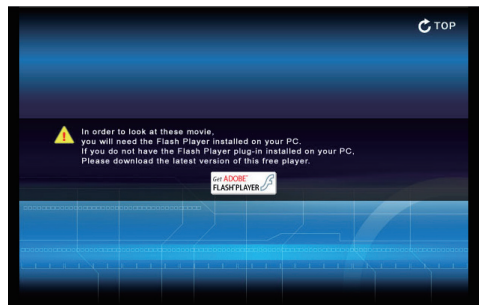 TOP
In order to look at these movie,
you will need the Flash Player installed on your PC.
If you do not have the Flash Player plug-in installed on your PC,
Please download the latest version of this free player.
Get ADOBE®
FLASH® PLAYER